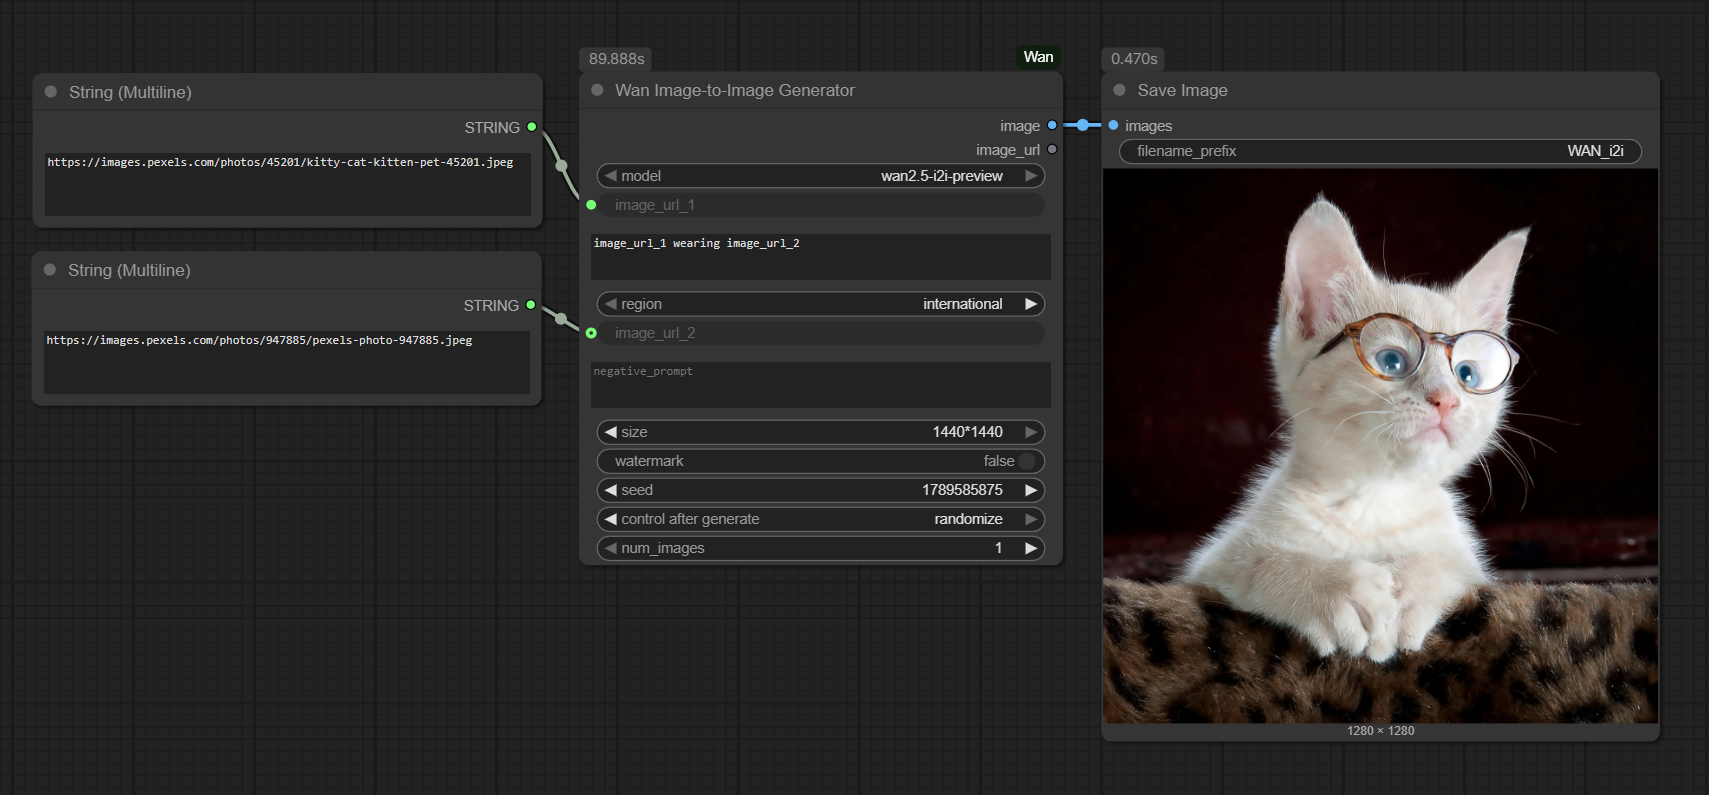 String (Multiline)
STRING
https://images.pexels.com/photos/45201/kitty-cat-kitten-pet-45201.jpeg
String (Multiline)
STRING
https://images.pexels.com/photos/947885/pexels-photo-947885.jpeg
89.888s
Wan
Wan Image-to-Image Generator
image
image_url
model wan2.5-i2i-preview
image_url_1
image_url_1 wearing image_url_2
region international
image_url_2
negative_prompt
size 1440*1440
watermark false
seed 1789585875
control after generate randomize
num_images 1
0.470s
Save Image
images
filename_prefix WAN_i2i
1280 × 1280